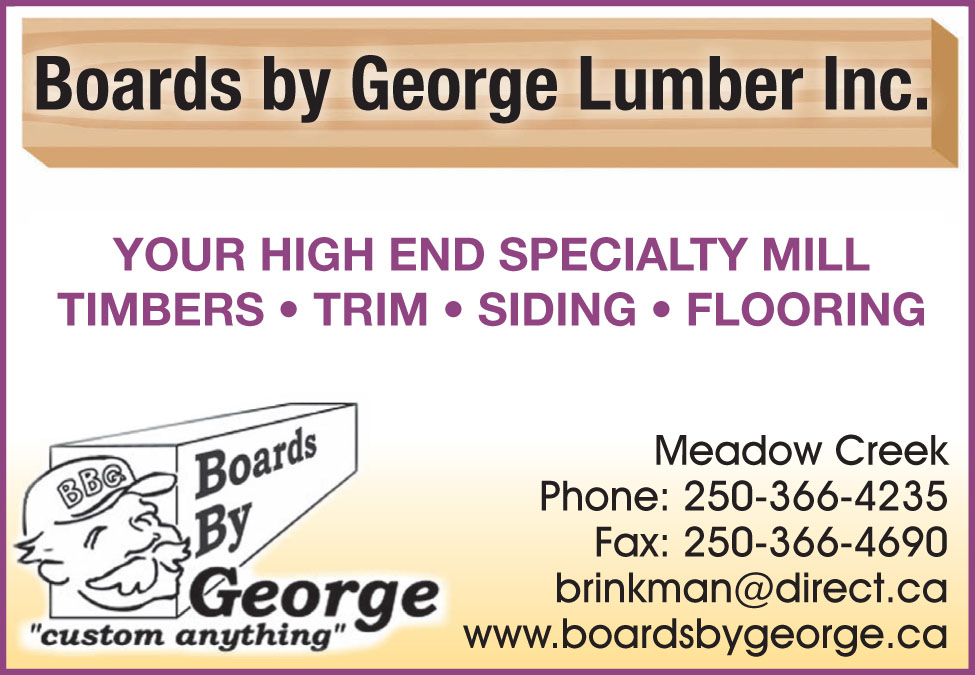 Boards by George Lumber Inc.
YOUR HIGH END SPECIALTY MILL
TIMBERS • TRIM • SIDING • FLOORING
BBG
Boards
By
George
"custom anything"
Meadow Creek
Phone: 250-366-4235
Fax: 250-366-4690
brinkman@direct.ca
www.boardsbygeorge.ca